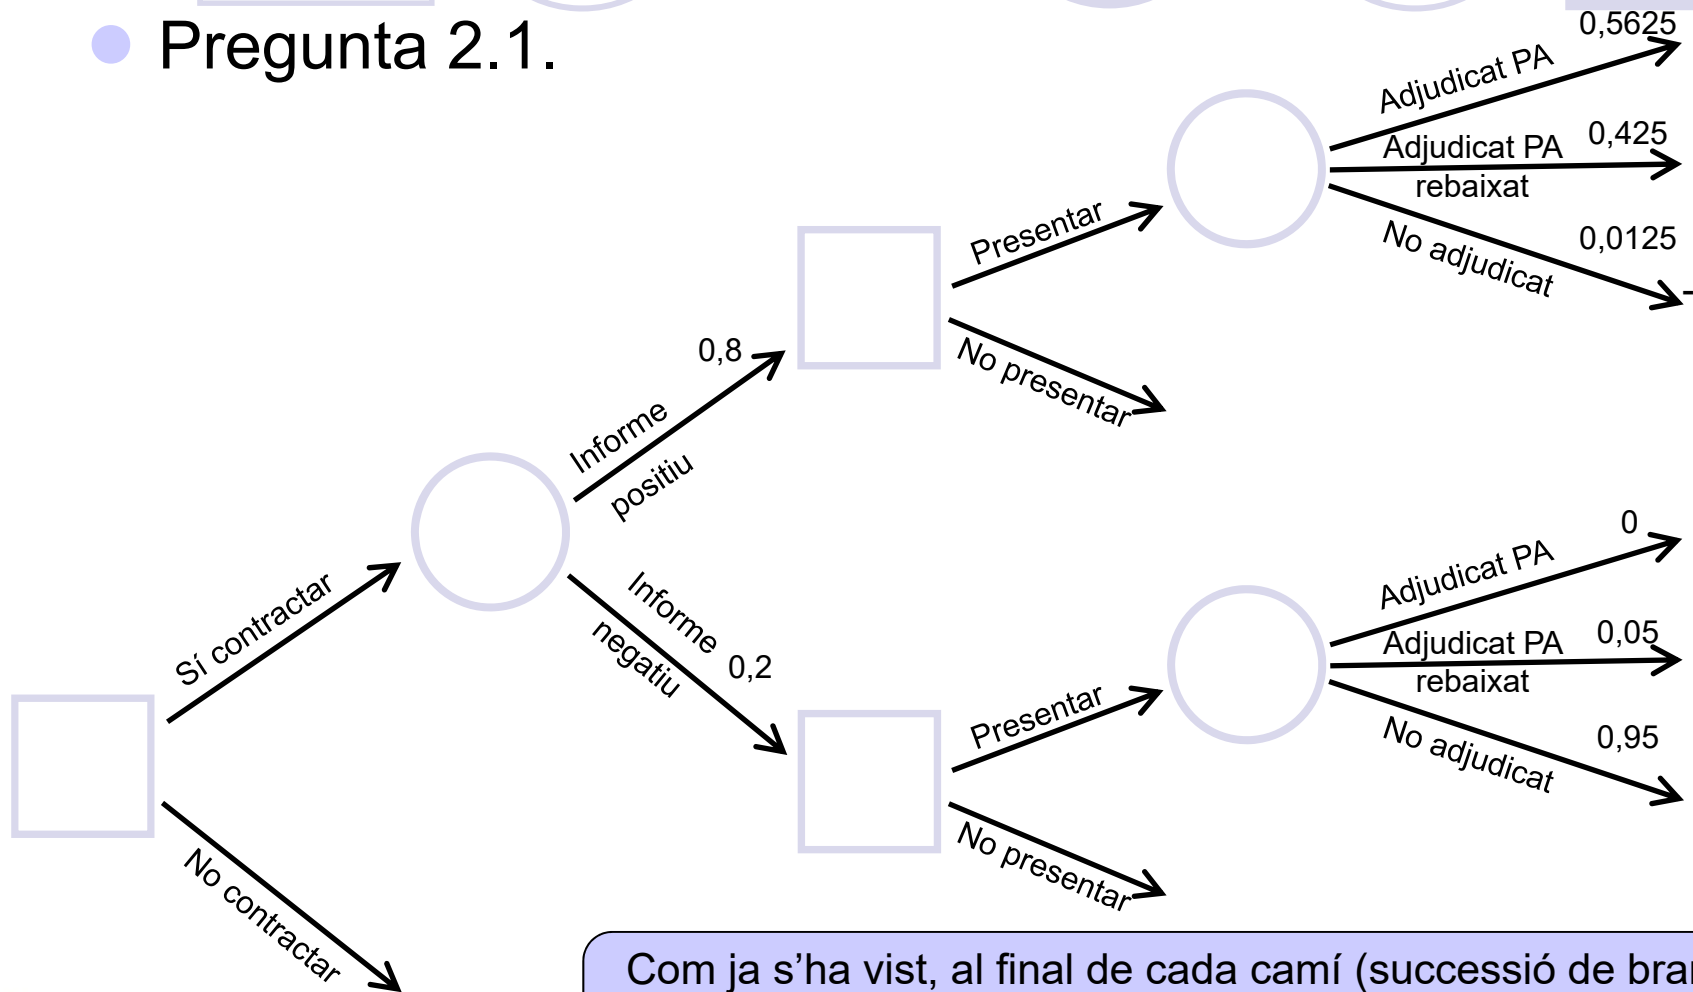 Pregunta 2.1.
0,5625
Adjudicat PA
0,425
Adjudicat PA
rebaixat
0,0125
No adjudicat
Presentar
No presentar
0,8
Informe
positiu
Sí contractar
Informe
negatiu
0,2
0
Adjudicat PA
0,05
Adjudicat PA
rebaixat
0,95
No adjudicat
Presentar
No presentar
No contractar
Com ja s’ha vist, al final de cada camí (successió de